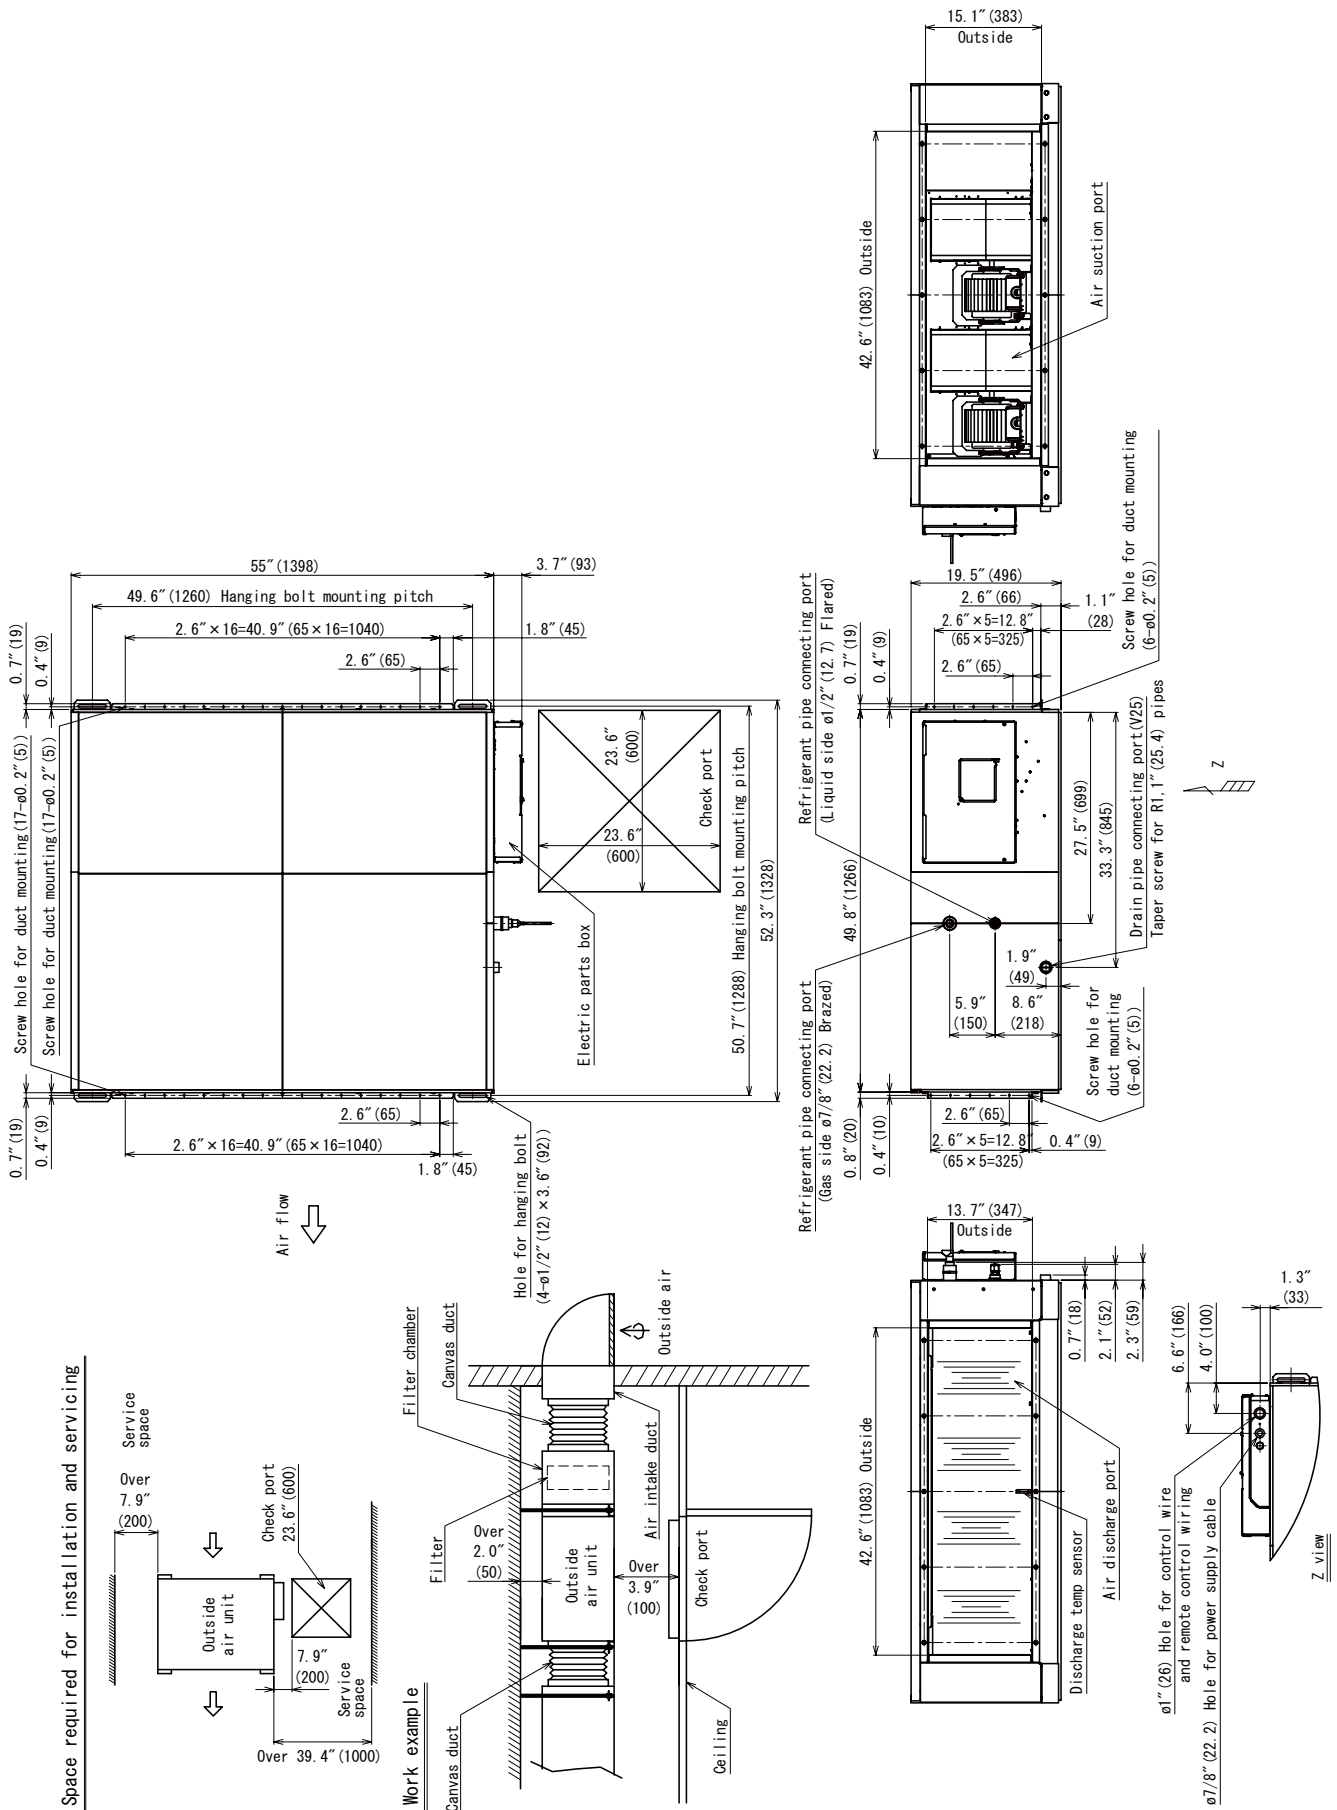 15.1"(383)
Outside
42.6"(1083) Outside
Air suction port
55"(1398)
3.7"(93)
49.6"(1260) Hanging bolt mounting pitch
2.6"×16=40.9"(65×16=1040)
1.8"(45)
2.6"(65)
0.7"(19)
0.4"(9)
Screw hole for duct mounting(17-ø0.2"(5))
Screw hole for duct mounting(17-ø0.2"(5))
23.6"
(600)
23.6"
(600)
Check port
50.7"(1288) Hanging bolt mounting pitch
52.3"(1328)
Electric parts box
0.7"(19)
0.4"(9)
2.6"(65)
2.6"×16=40.9"(65×16=1040)
1.8"(45)
Air flow
Hole for hanging bolt
(4-ø1/2"(12)×3.6"(92))
19.5"(496)
2.6"(66)
1.1"
(28)
2.6"×5=12.8"
(65×5=325)
2.6"(65)
0.7"(19)
0.4"(9)
Screw hole for duct mounting
(6-ø0.2"(5))
Refrigerant pipe connecting port
(Liquid side ø1/2"(12.7) Flared)
Drain pipe connecting port(VP25)
Taper screw for R1,1"(25.4) pipes
Z
27.5"(699)
33.3"(845)
49.8"(1266)
1.9"
(49)
5.9"
(150)
8.6"
(218)
Refrigerant pipe connecting port
(Gas side ø7/8"(22.2) Brazed)
Screw hole for
duct mounting
(6-ø0.2"(5))
0.8"(20)
0.4"(10)
2.6"(65)
2.6"×5=12.8"
(65×5=325)
0.4"(9)
Space required for installation and servicing
Service
space
Over
7.9"
(200)
Outside
air unit
Check port
23.6"(600)
7.9"
(200)
Service
space
Over 39.4"(1000)
Work example
Canvas duct
Filter
Filter chamber
Canvas duct
Outside air
Air intake duct
Over
2.0"
(50)
Outside
air unit
Over
3.9"
(100)
Check port
Ceiling
13.7"(347)
Outside
42.6"(1083) Outside
0.7"(18)
2.1"(52)
2.3"(59)
Air discharge port
Discharge temp sensor
6.6"(166)
4.0"(100)
1.3"
(33)
ø1"(26) Hole for control wire
and remote control wiring
ø7/8"(22.2) Hole for power supply cable
Z view